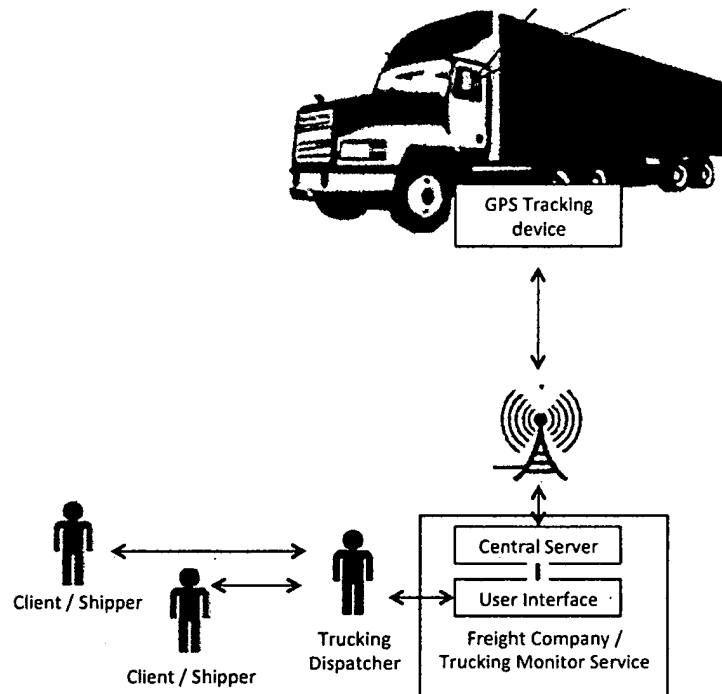 GPS Tracking
device
Central Server
User Interface
Freight Company /
Trucking Monitor Service
Trucking
Dispatcher
Client / Shipper
Client / Shipper